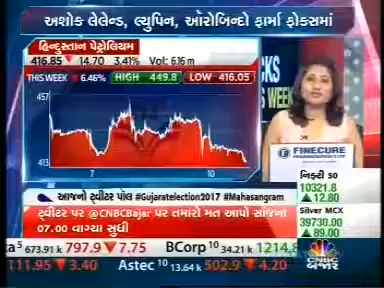 અશોક લેલેન્ડ, લ્યુપિન, ઑરોબિન્દો ફાર્મા ફોકસમાં
હિન્દુસ્તાન પેટ્રોલિયમ
416.85 ▼ 14.70 3.41% Vol: 6.16 m
THIS WEEK ▼ 6.46% HIGH 449.8 LOW 416.05
457
413
7
10
CKS
S WEEK
FINECURE
આજનો ટ્વીટર પોલ #Gujaratelection2017 #Mahasangram
ટ્વીટર પર @CNBCBajar પર તમારો મત આપો સાંજના
07.00 વાગ્યા સુધી
નિફ્ટી 50
10321.8
▲ 12.80
Silver MCX
39730.00
▲ 89.00
673.91 k 797.9 ▼ 7.75 BCorp 10 34.21 k 1214.8
111.95 ▼ 3.40 Astec 10 13.64 k 502.9 ▼ 4.20
CNBC
બજાર